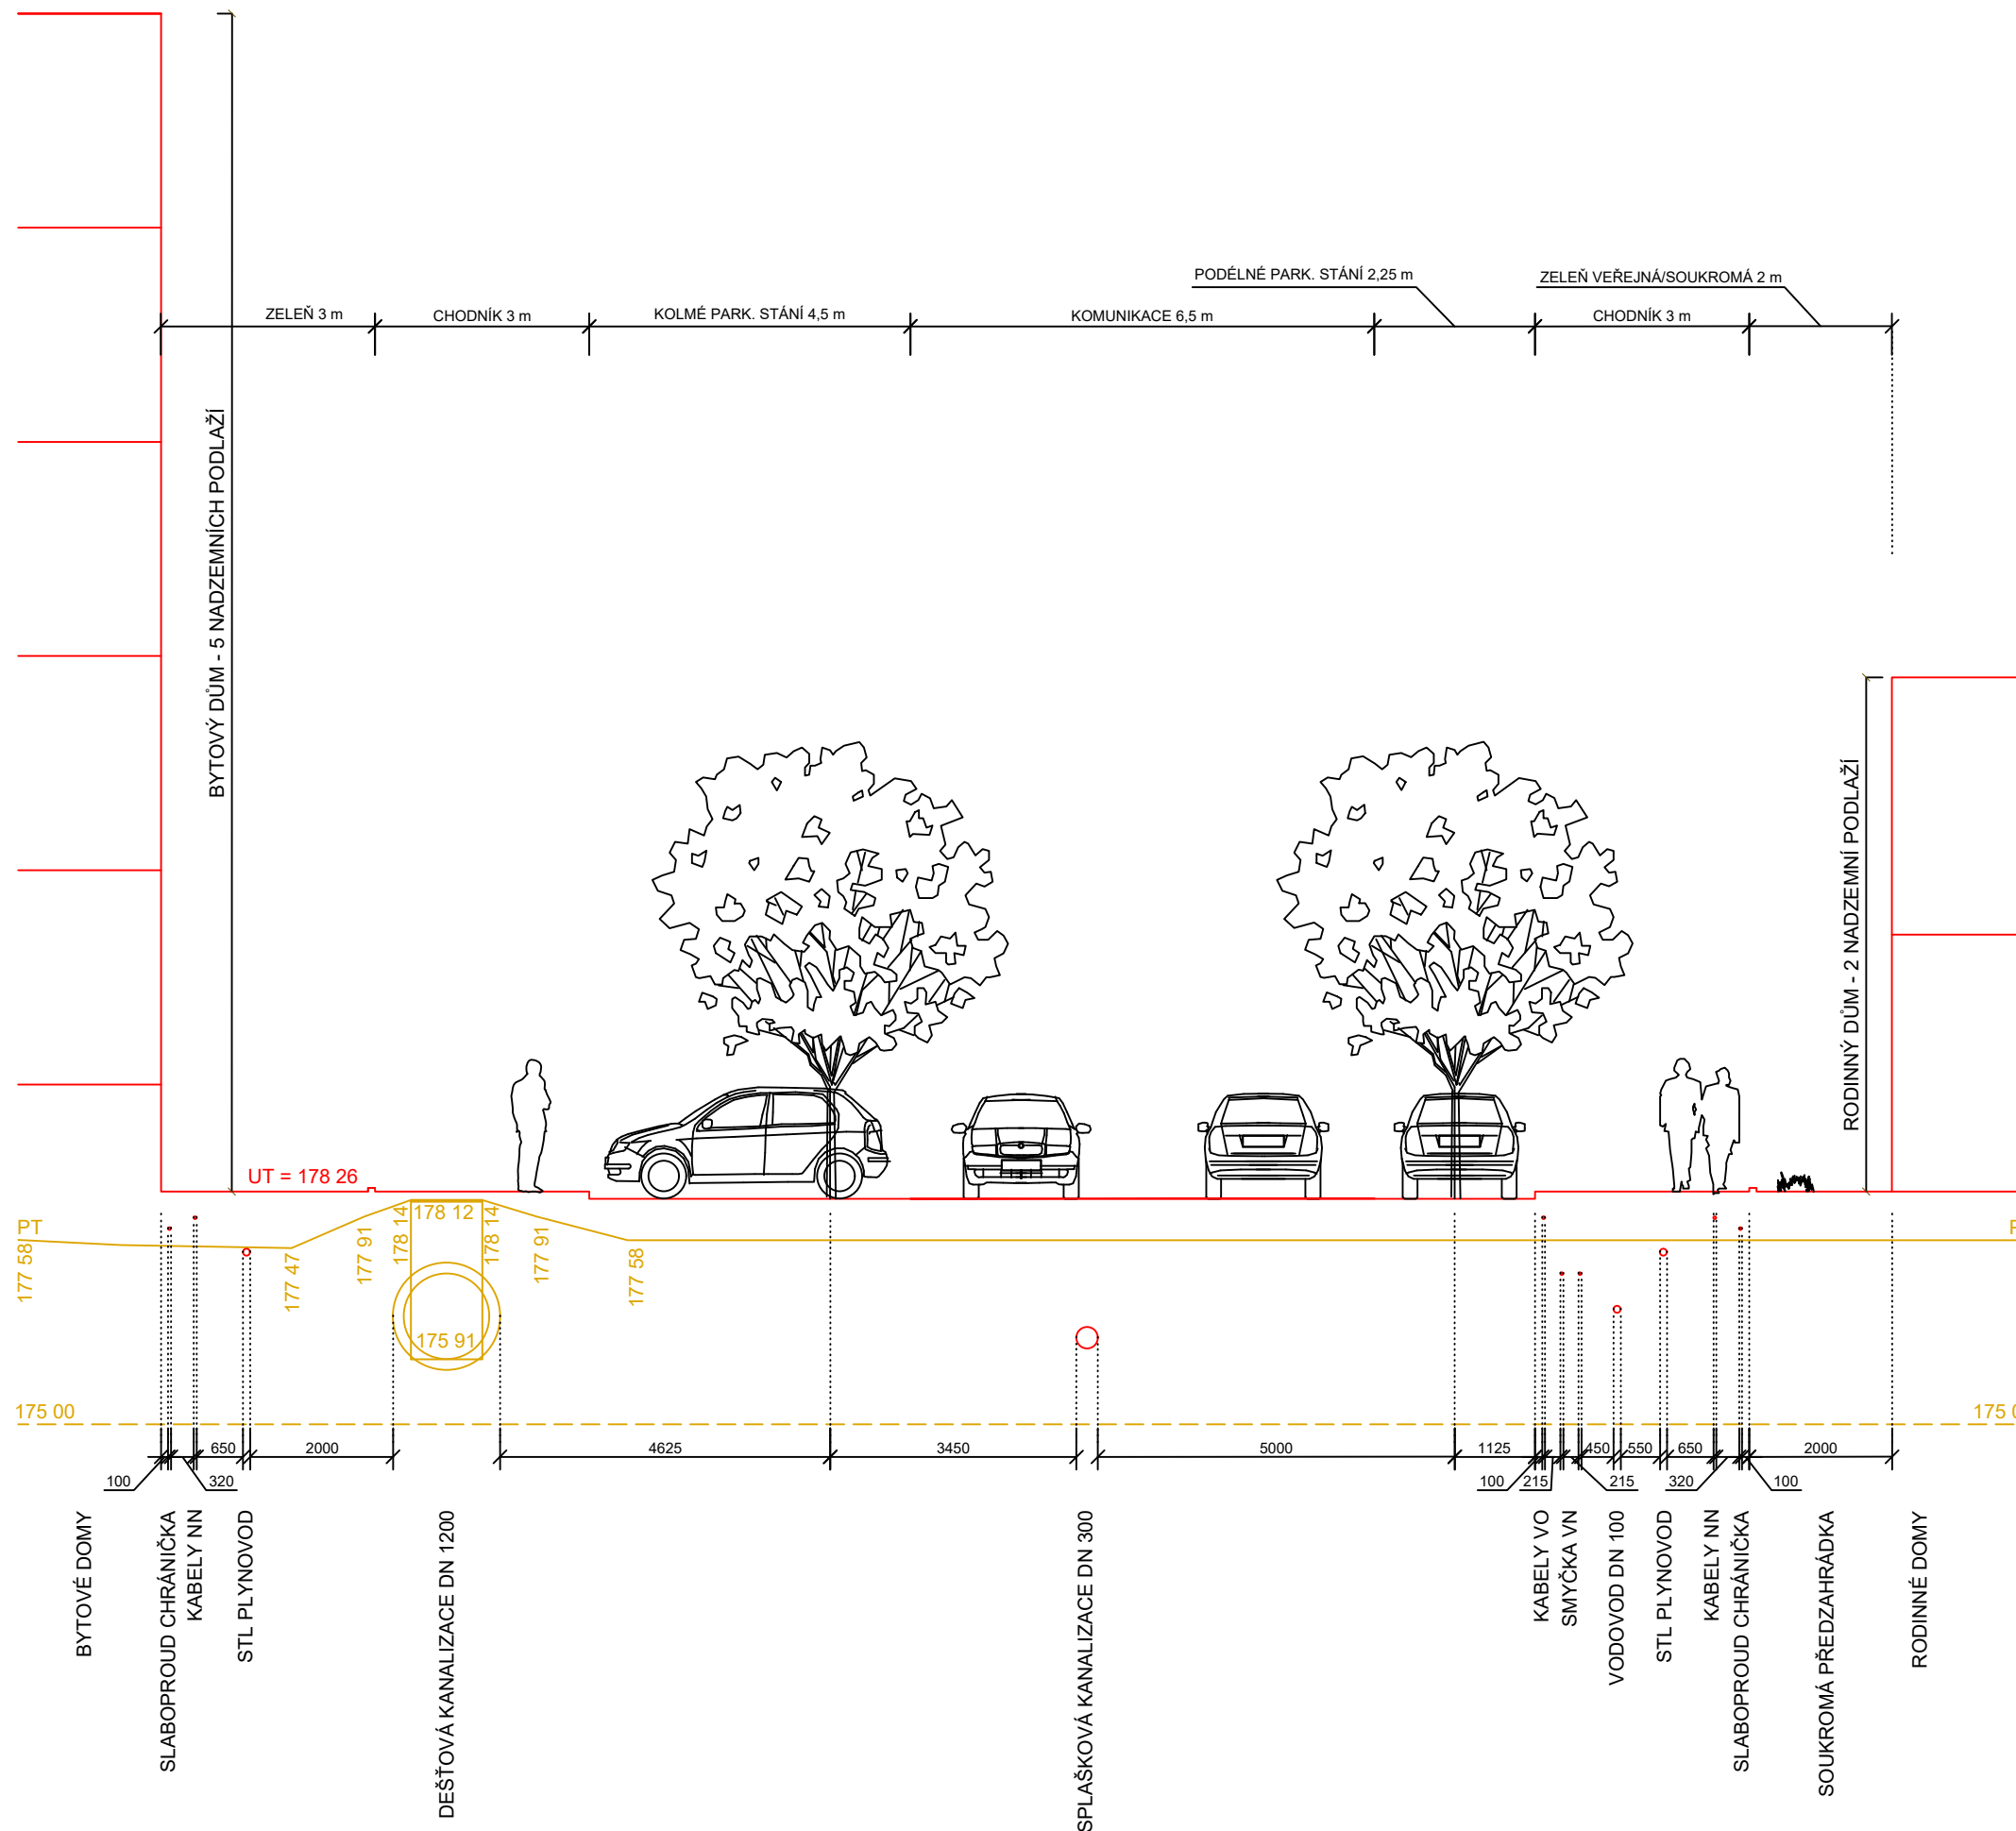 PODÉLNÉ PARK. STÁNÍ 2,25 m
ZELEŇ VEŘEJNÁ/SOUKROMÁ 2 m
ZELEŇ 3 m
CHODNÍK 3 m
KOLMÉ PARK. STÁNÍ 4,5 m
KOMUNIKACE 6,5 m
CHODNÍK 3 m
BYTOVÝ DŮM - 5 NADZEMNÍCH PODLAŽÍ
RODINNÝ DŮM - 2 NADZEMNÍ PODLAŽÍ
UT = 178 26
PT
177 58
177 47
177 91
178 14
178 12
178 14
177 91
177 58
P
175 91
175 00
175 0
650
2000
4625
3450
5000
1125
450
550
650
2000
100
320
100
215
215
320
100
BYTOVÉ DOMY
SLABOPROUD CHRÁNIČKA
KABELY NN
STL PLYNOVOD
DEŠŤOVÁ KANALIZACE DN 1200
SPLAŠKOVÁ KANALIZACE DN 300
KABELY VO
SMYČKA VN
VODOVOD DN 100
STL PLYNOVOD
KABELY NN
SLABOPROUD CHRÁNIČKA
SOUKROMÁ PŘEDZAHRÁDKA
RODINNÉ DOMY